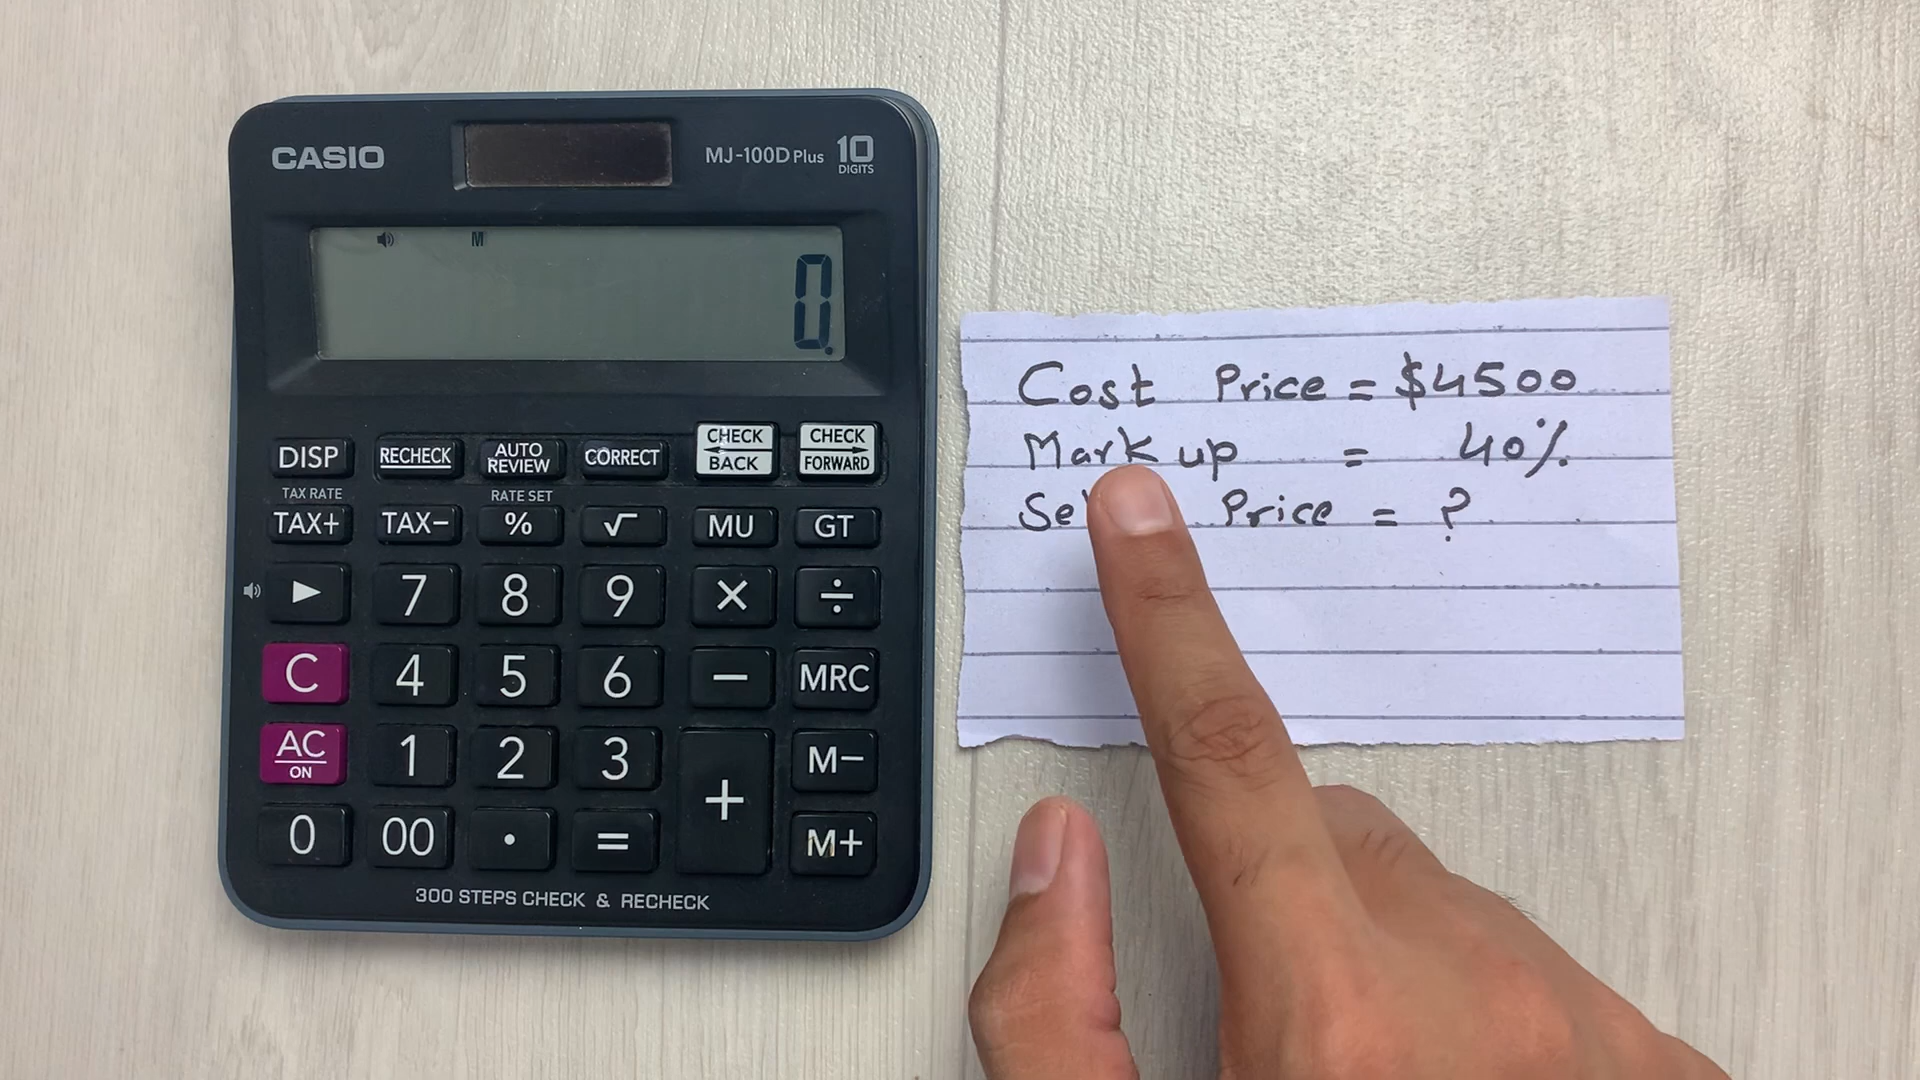 CASIO
MJ-100D Plus 10 DIGITS
M
0.
DISP RECHECK AUTO REVIEW CORRECT CHECK BACK CHECK FORWARD
TAX RATE RATE SET
TAX+ TAX- % √ MU GT
7 8 9 × ÷
C 4 5 6 - MRC
AC ON 1 2 3 + M-
0 00 . = M+
300 STEPS CHECK & RECHECK
Cost Price = $4500
Mark up = 40%
Price = ?